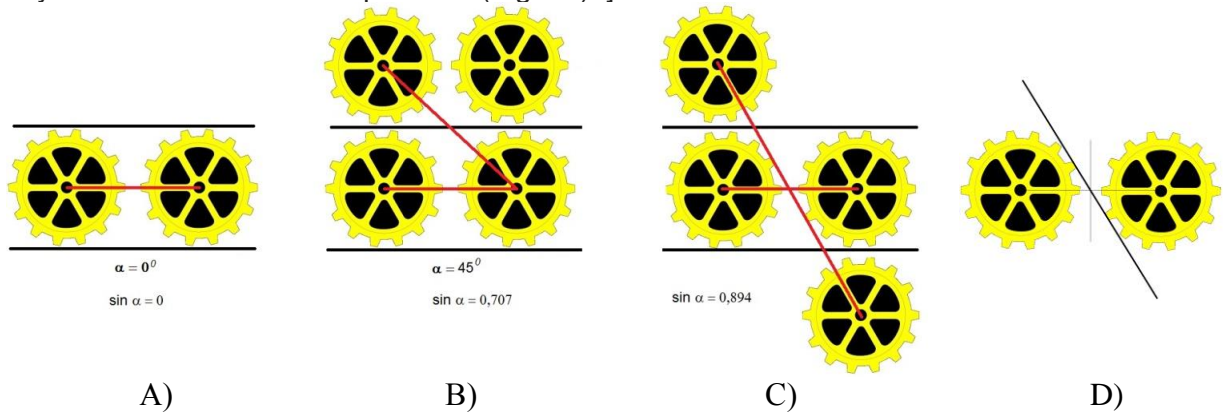 α = 0⁰
sin α = 0
α = 45⁰
sin α = 0,707
sin α = 0,894
A)
B)
C)
D)